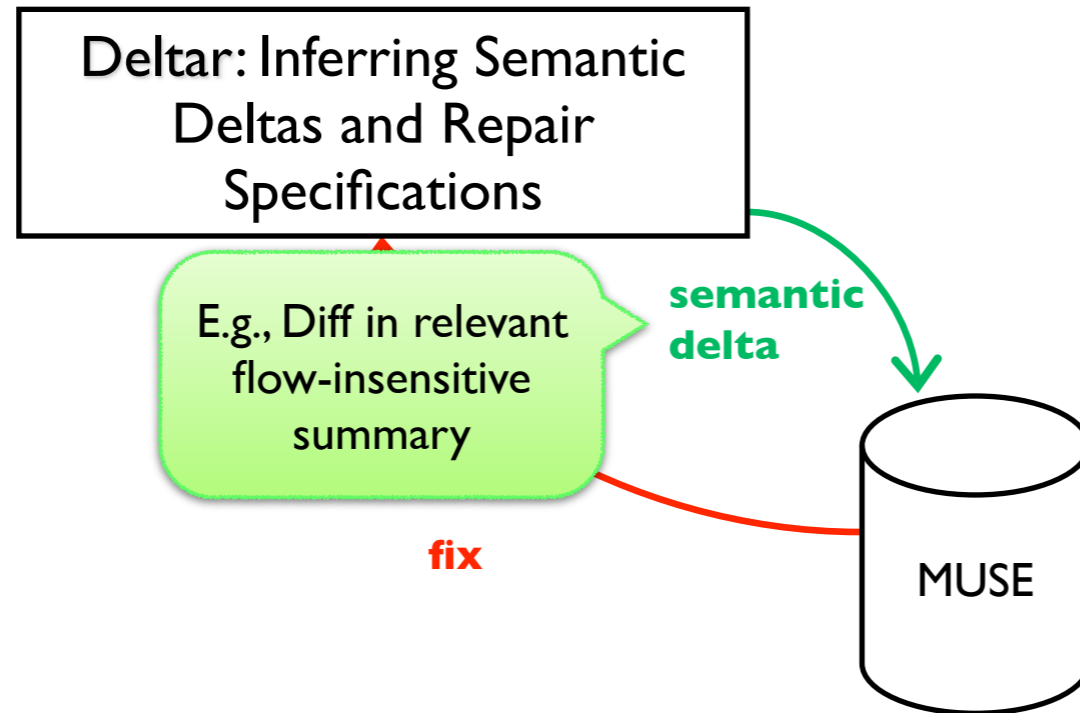 Deltar: Inferring Semantic
Deltas and Repair
Specifications
E.g., Diff in relevant
flow-insensitive
summary
semantic
delta
fix
MUSE